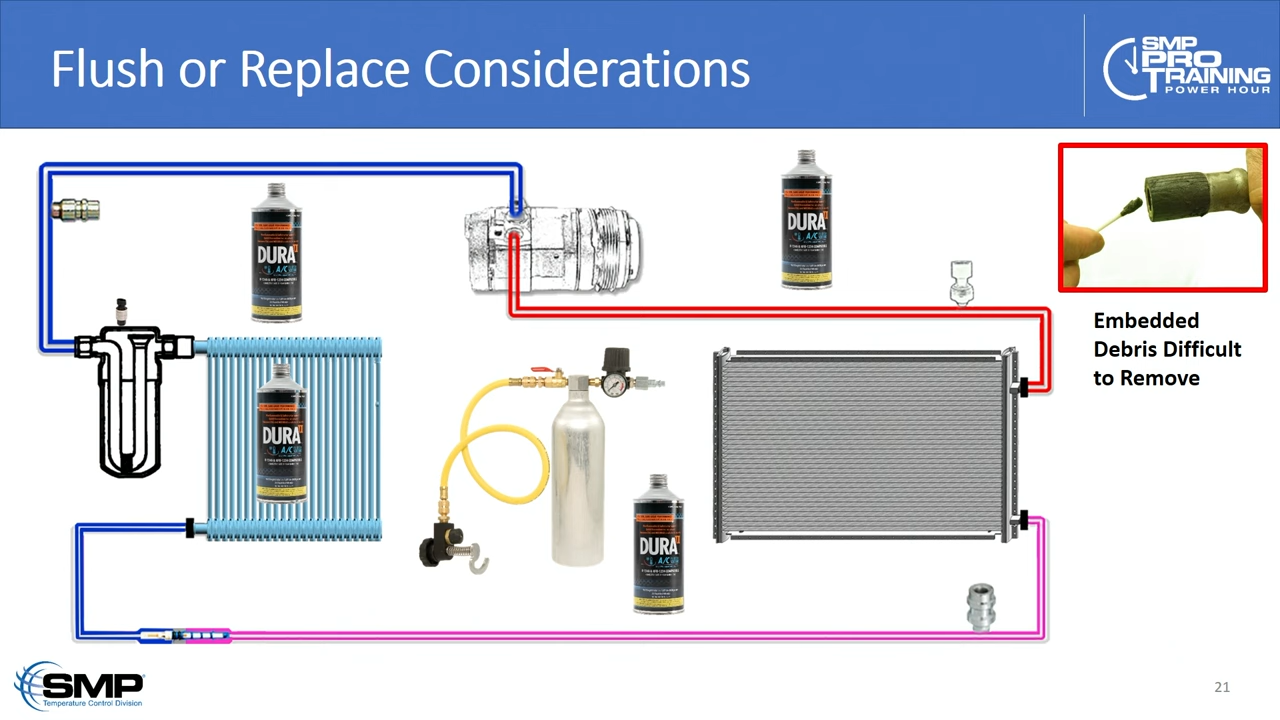 Flush or Replace Considerations
SMP
PRO
TRAINING
POWER HOUR
DURA
A/C
DURA
A/C
Embedded
Debris Difficult
to Remove
DURA
A/C
DURA
A/C
SMP
Temperature Control Division
21